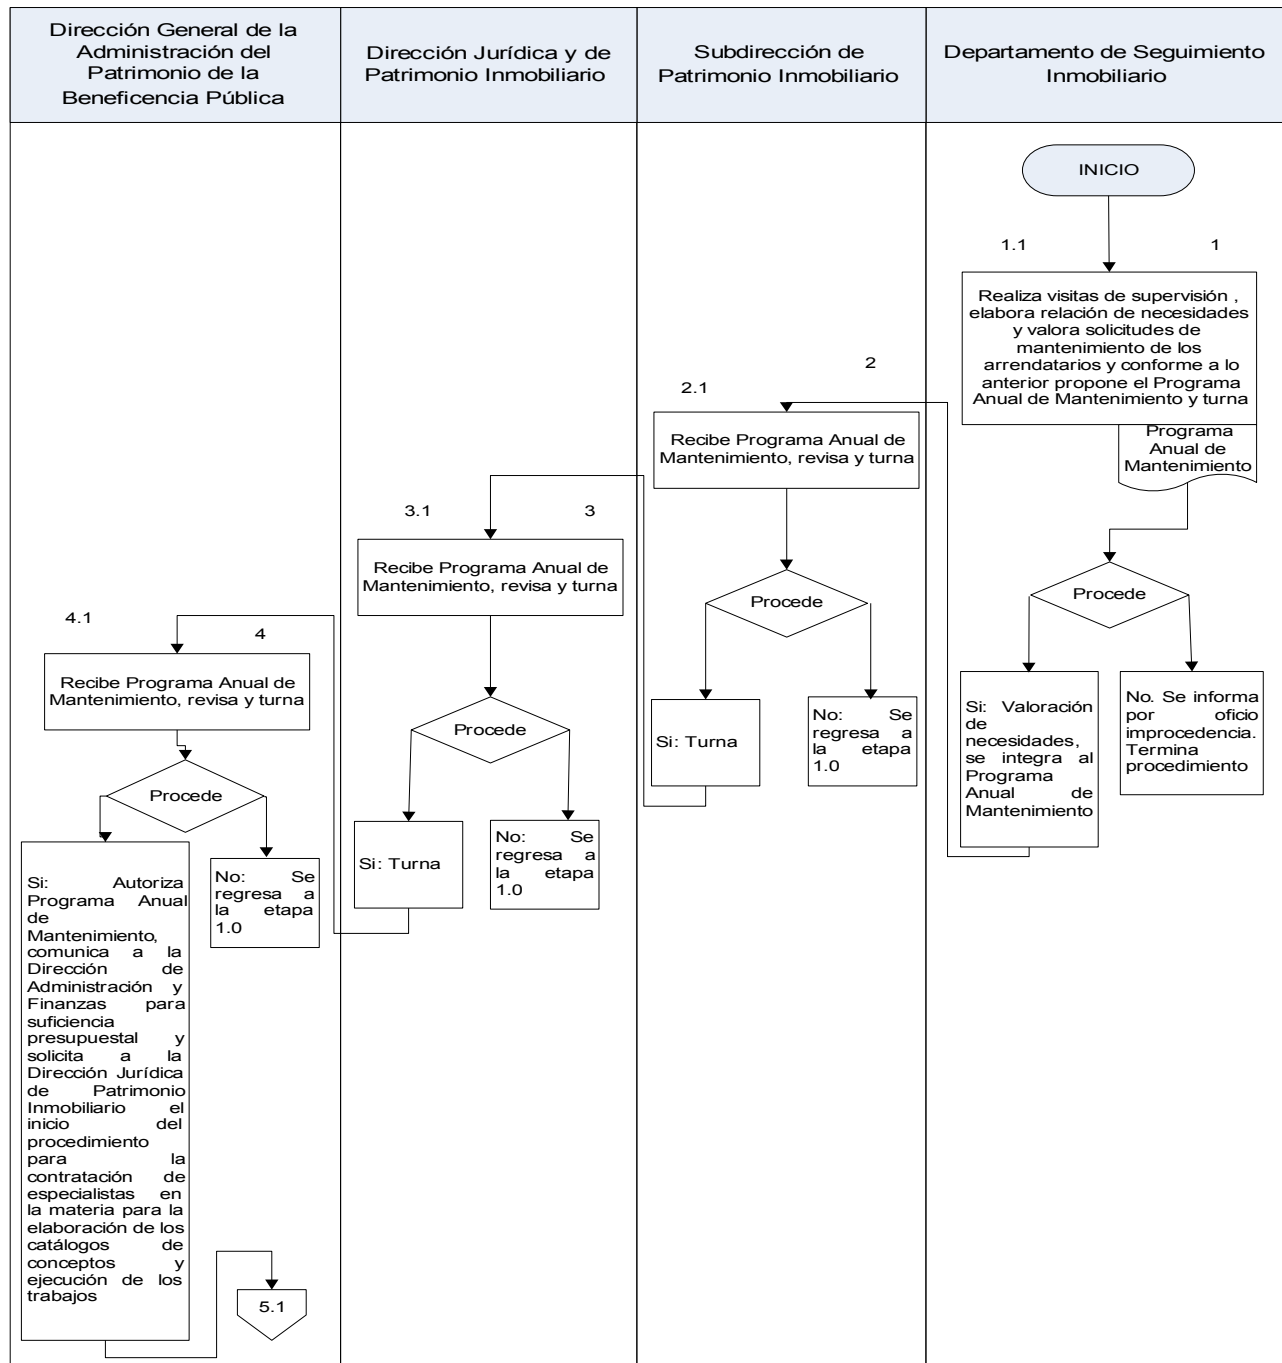 Dirección General de la
Administración del
Patrimonio de la
Beneficencia Pública
Dirección Jurídica y de
Patrimonio Inmobiliario
Subdirección de
Patrimonio Inmobiliario
Departamento de Seguimiento
Inmobiliario
INICIO
1.1
1
Realiza visitas de supervisión ,
elabora relación de necesidades
y valora solicitudes de
mantenimiento de los
arrendatarios y conforme a lo
anterior propone el Programa
Anual de Mantenimiento y turna
Programa
Anual de
Mantenimiento
Procede
Si: Valoración
de
necesidades,
se integra al
Programa
Anual de
Mantenimiento
No. Se informa
por oficio
improcedencia.
Termina
procedimiento
2
2.1
Recibe Programa Anual de
Mantenimiento, revisa y turna
Procede
Si: Turna
No: Se
regresa a
la etapa
1.0
3.1
3
Recibe Programa Anual de
Mantenimiento, revisa y turna
Procede
Si: Turna
No: Se
regresa a
la etapa
1.0
4.1
4
Recibe Programa Anual de
Mantenimiento, revisa y turna
Procede
Si: Autoriza
Programa Anual
de
Mantenimiento,
comunica a la
Dirección de
Administración y
Finanzas para
suficiencia
presupuestal y
solicita a la
Dirección Jurídica
de Patrimonio
Inmobiliario el
inicio del
procedimiento
para la
contratación de
especialistas en
la materia para la
elaboración de los
catálogos de
conceptos y
ejecución de los
trabajos
No: Se
regresa a
la etapa
1.0
5.1